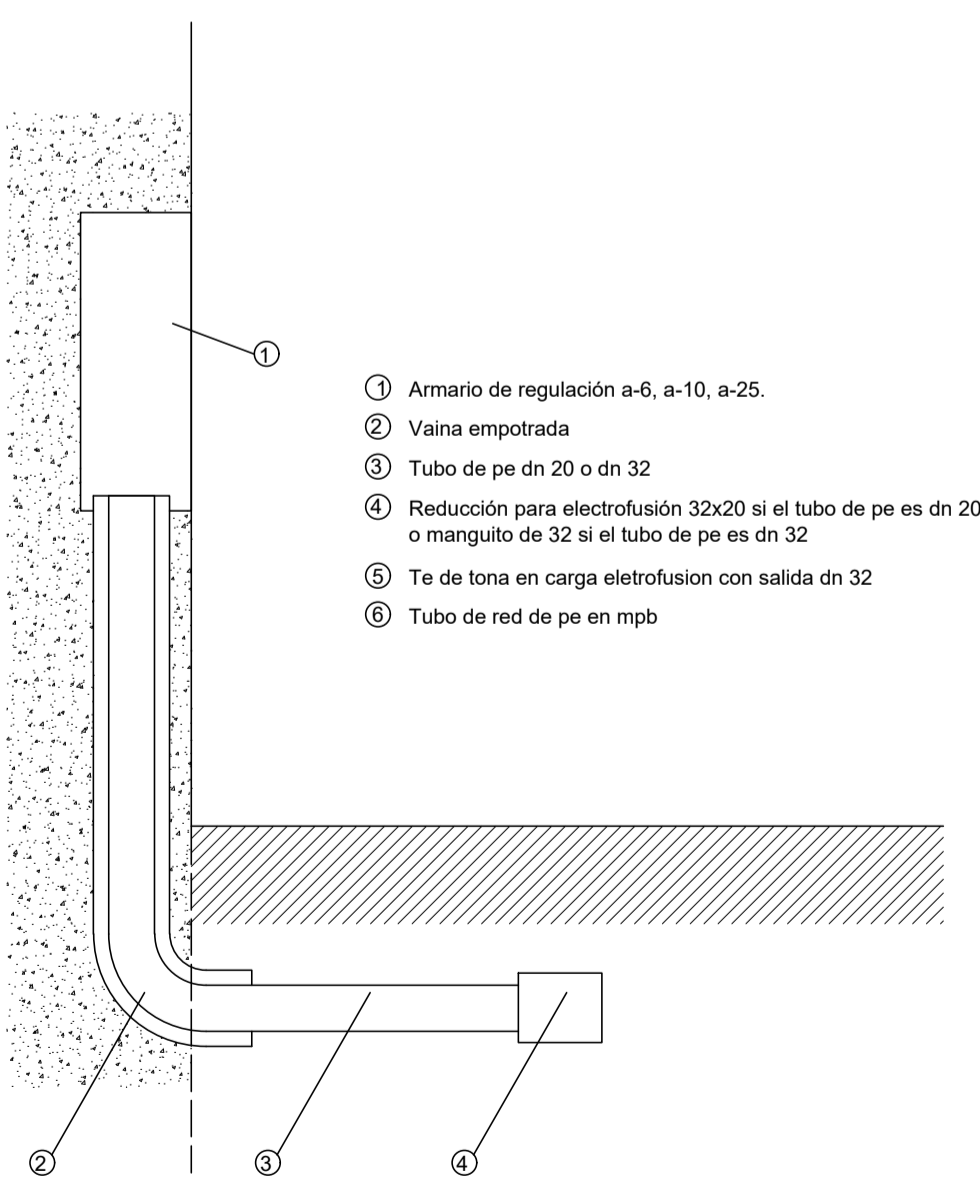 ① Armario de regulación a-6, a-10, a-25.
② Vaina empotrada
③ Tubo de pe dn 20 o dn 32
④ Reducción para electrofusión 32x20 si el tubo de pe es dn 20
o manguito de 32 si el tubo de pe es dn 32
⑤ Te de tona en carga eletrofusion con salida dn 32
⑥ Tubo de red de pe en mpb
①
②
③
④